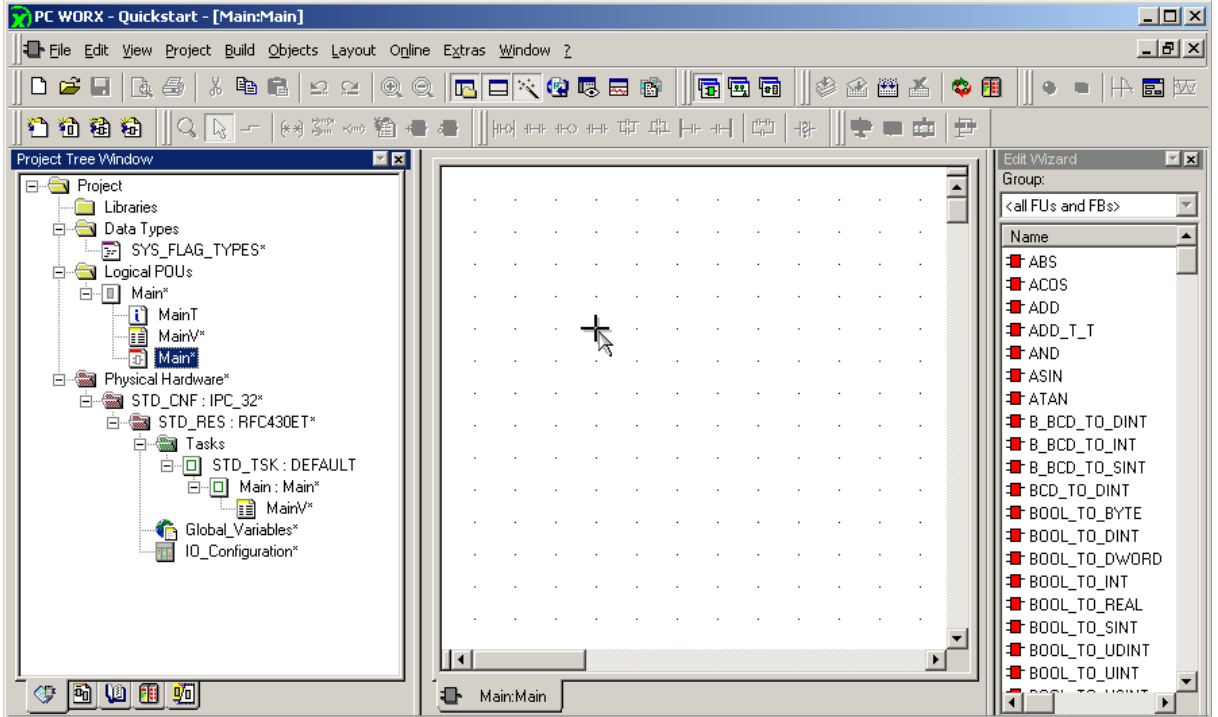 PC WORX - Quickstart - [Main:Main]
File Edit View Project Build Objects Layout Online Extras Window ?
Project Tree Window
Project
Libraries
Data Types
SYS_FLAG_TYPES*
Logical POUs
Main*
MainT
MainV*
Main*
Physical Hardware*
STD_CNF : IPC_32*
STD_RES : RFC430ET*
Tasks
STD_TSK : DEFAULT
Main : Main*
MainV*
Global_Variables*
IO_Configuration*
Main:Main
Edit Wizard
Group:
<all FUs and FBs>
Name
ABS
ACOS
ADD
ADD_T_T
AND
ASIN
ATAN
B_BCD_TO_DINT
B_BCD_TO_INT
B_BCD_TO_SINT
BCD_TO_DINT
BOOL_TO_BYTE
BOOL_TO_DINT
BOOL_TO_DWORD
BOOL_TO_INT
BOOL_TO_REAL
BOOL_TO_SINT
BOOL_TO_UDINT
BOOL_TO_UINT